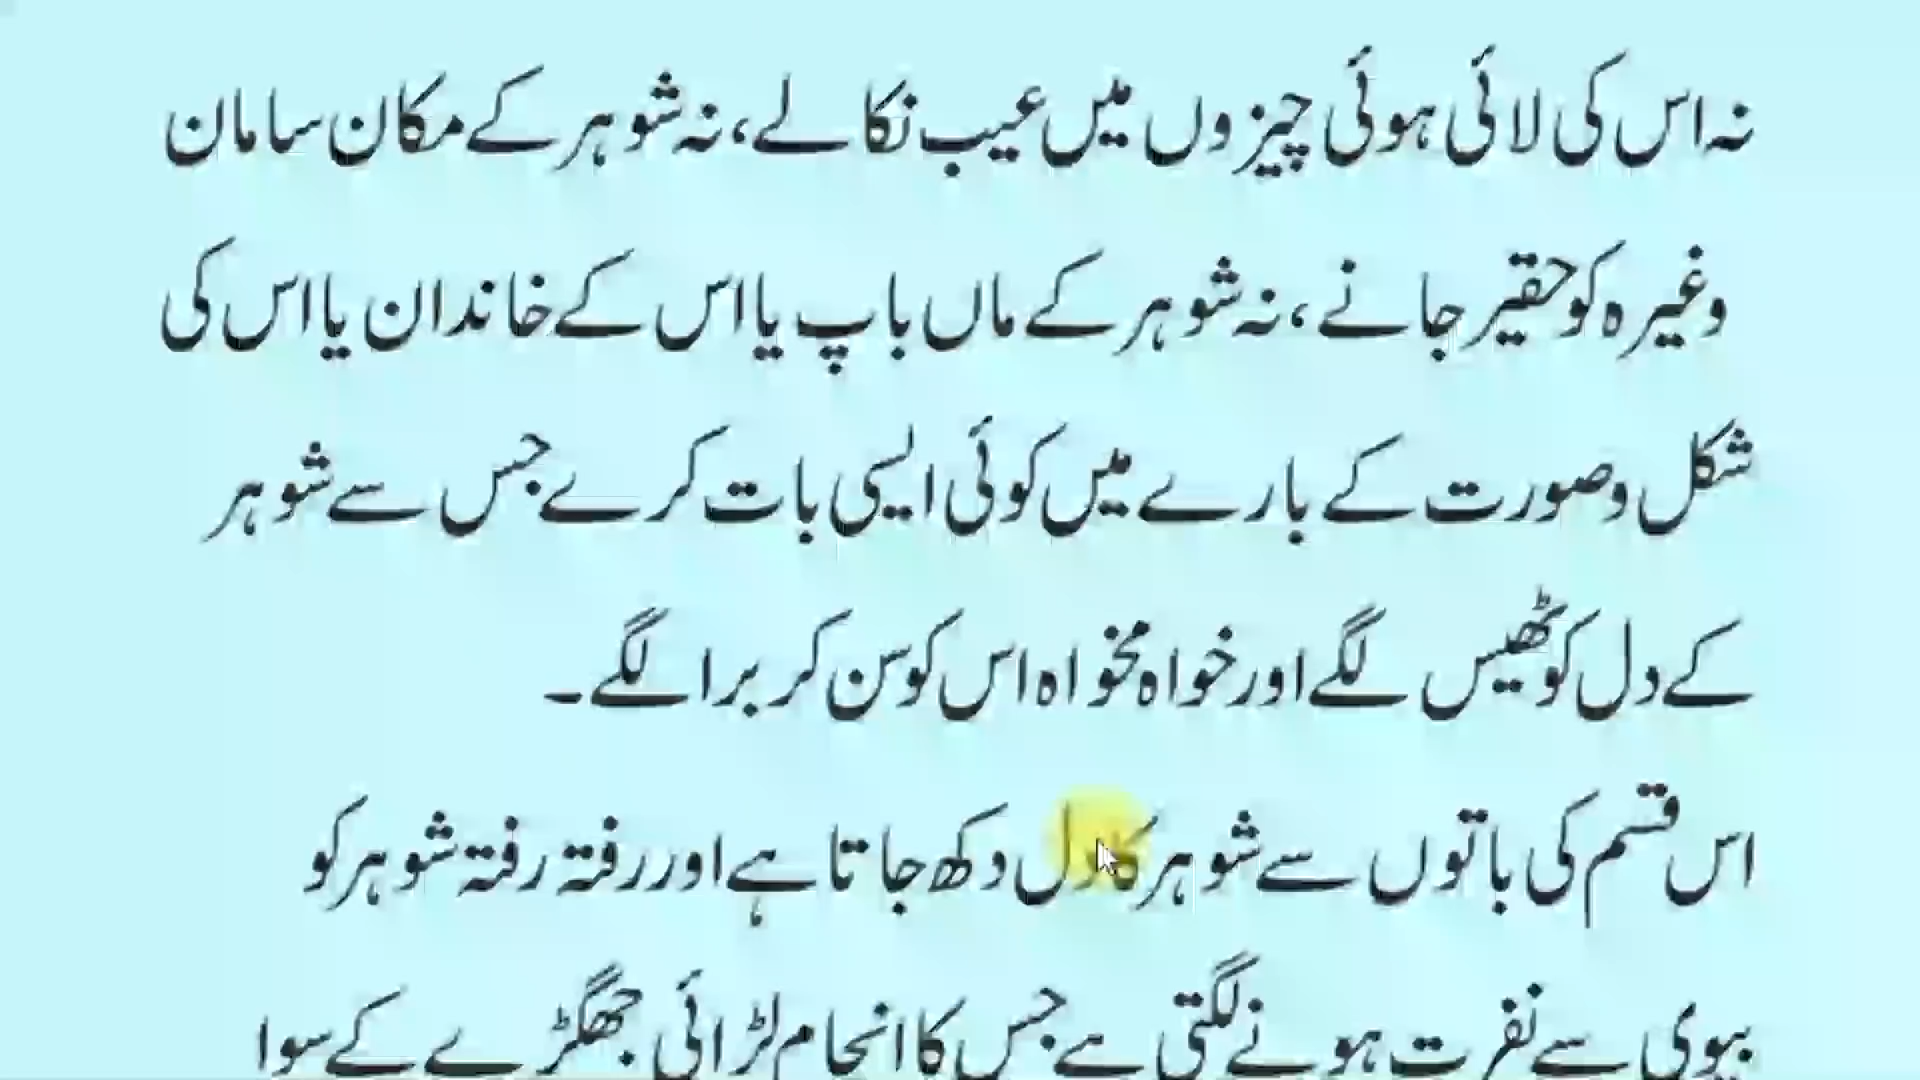 نہ اس کی لائی ہوئی چیزوں میں عیب نکالے، نہ شوہر کے مکان سامان
وغیرہ کو حقیر جانے، نہ شوہر کے ماں باپ یا اس کے خاندان یا اس کی
شکل و صورت کے بارے میں کوئی ایسی بات کرے جس سے شوہر
کے دل کو ٹھیس لگے اور خواہ مخواہ اس کو سن کر برا لگے۔
اس قسم کی باتوں سے شوہر کا دل دکھ جاتا ہے اور رفتہ رفتہ شوہر کو
بیوی سے نفرت ہونے لگتی ہے جس کا انجام لڑائی جھگڑے کے سوا